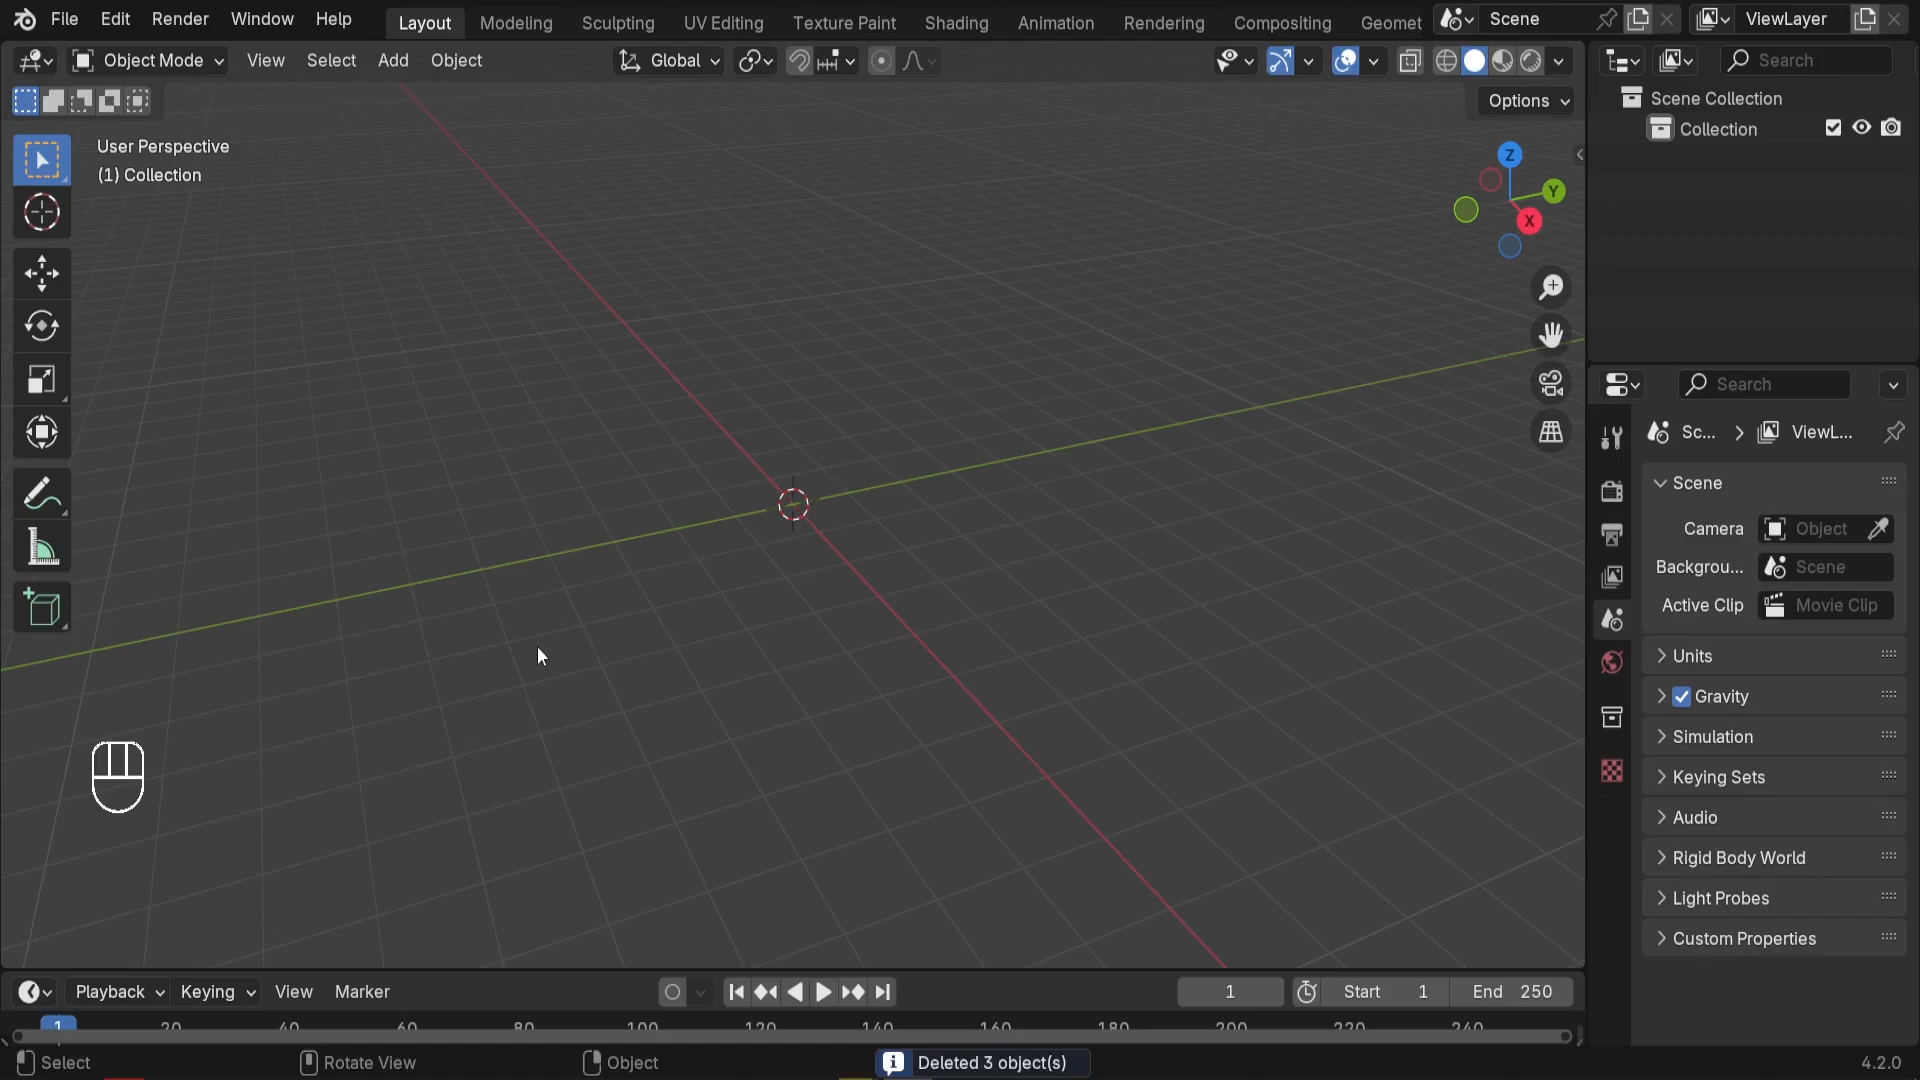 File Edit Render Window Help Layout Modeling Sculpting UV Editing Texture Paint Shading Animation Rendering Compositing Geomet Scene ViewLayer
Object Mode View Select Add Object Global Search
Options
Scene Collection
Collection
User Perspective
(1) Collection
Z
Y
X
Search
Sc... ViewL...
Scene
Camera Object
Backgrou... Scene
Active Clip Movie Clip
Units
Gravity
Simulation
Keying Sets
Audio
Rigid Body World
Light Probes
Custom Properties
Playback Keying View Marker 1 Start 1 End 250
1 20 40 60 80 100 120 140 160 180 200 220 240
Select Rotate View Object Deleted 3 object(s) 4.2.0